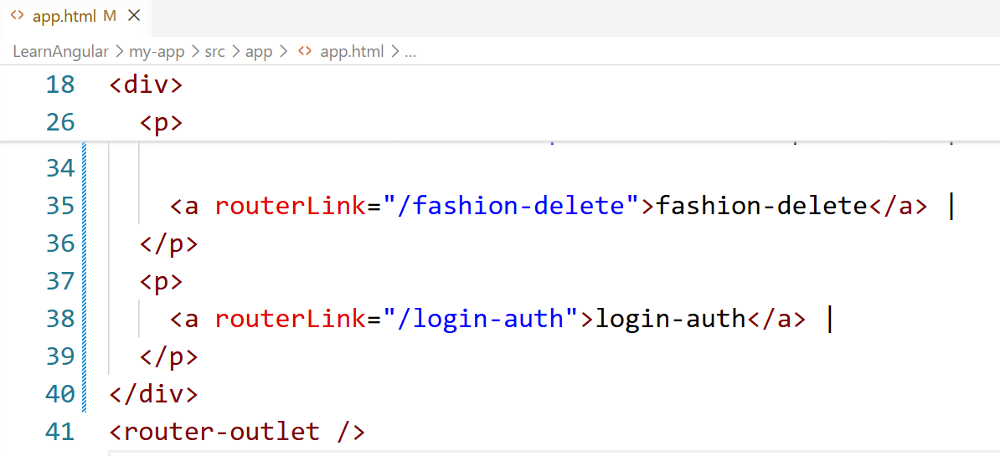 <> app.html M ×
LearnAngular > my-app > src > app > <> app.html > ...
18 <div>
26 <p>
34
35 <a routerLink="/fashion-delete">fashion-delete</a> |
36 </p>
37 <p>
38 <a routerLink="/login-auth">login-auth</a> |
39 </p>
40 </div>
41 <router-outlet />